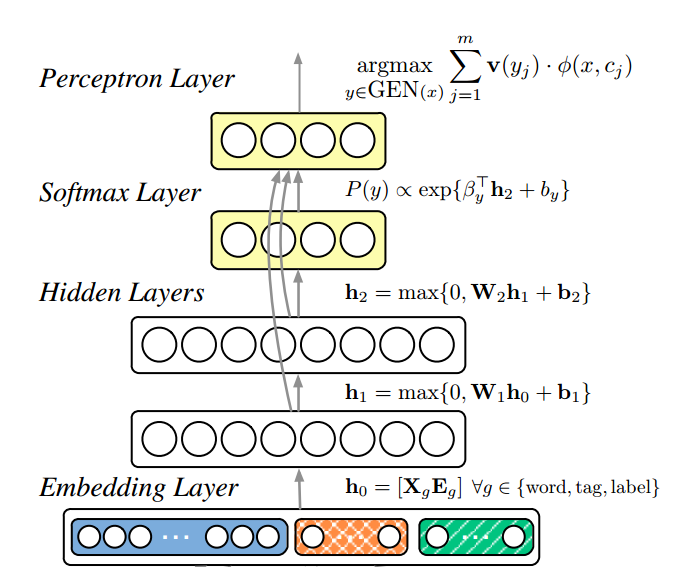 Perceptron Layer
argmax_{y∈GEN(x)} ∑_{j=1}^{m} v(y_j) · ϕ(x, c_j)
Softmax Layer
P(y) ∝ exp{β_y^⊤ h_2 + b_y}
Hidden Layers
h_2 = max{0, W_2 h_1 + b_2}
h_1 = max{0, W_1 h_0 + b_1}
Embedding Layer
h_0 = [X_g E_g] ∀g ∈ {word, tag, label}
... ... ...